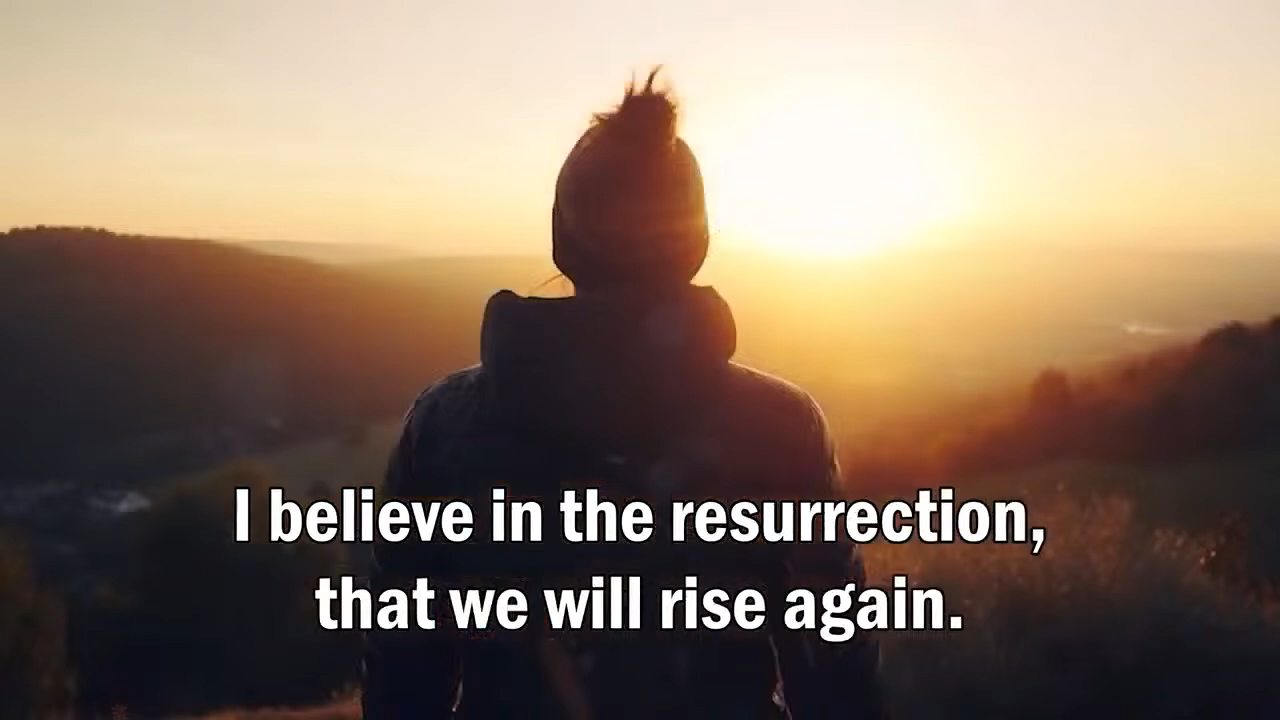 I believe in the resurrection,
that we will rise again.